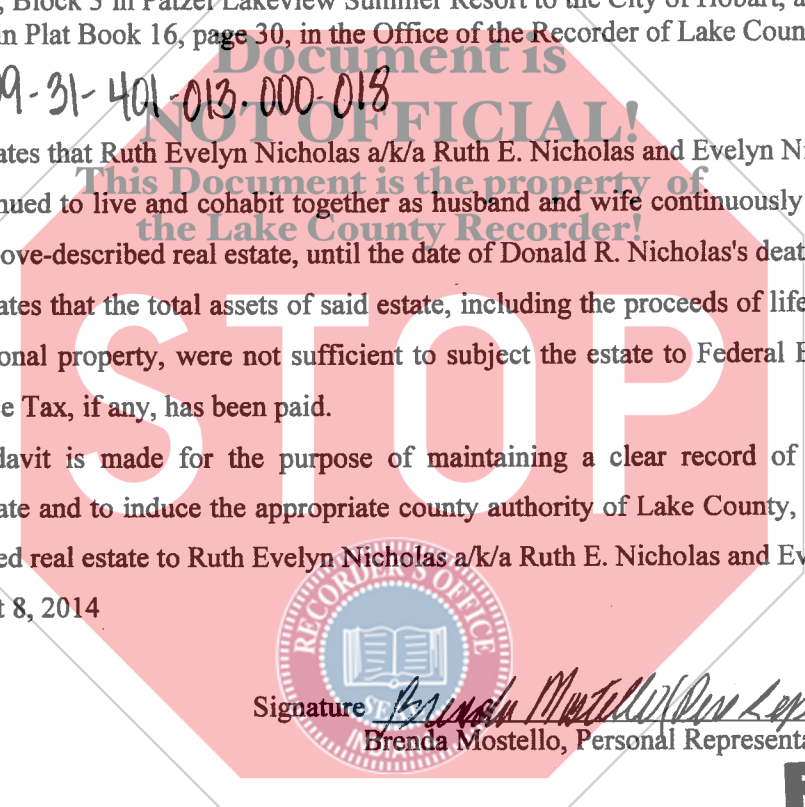 , Block 3 in Patzel Lakeview Summer Resort to the City of Hobart, a
n Plat Book 16, page 30, in the Office of the Recorder of Lake Coun
Document is
9-31-401-013.000-018
NOT OFFICIAL!
ates that Ruth Evelyn Nicholas a/k/a Ruth E. Nicholas and Evelyn Ni
This Document is the property of
nued to live and cohabit together as husband and wife continuously
the Lake County Recorder!
ove-described real estate, until the date of Donald R. Nicholas's deat
ates that the total assets of said estate, including the proceeds of life
STOP
onal property, were not sufficient to subject the estate to Federal E
e Tax, if any, has been paid.
davit is made for the purpose of maintaining a clear record of
ate and to induce the appropriate county authority of Lake County,
ed real estate to Ruth Evelyn Nicholas a/k/a Ruth E. Nicholas and Ev
t 8, 2014
RECORDER'S OFFICE
SEAL
INDIANA
Signature Brenda Mostello, Pers Rep
Brenda Mostello, Personal Representa